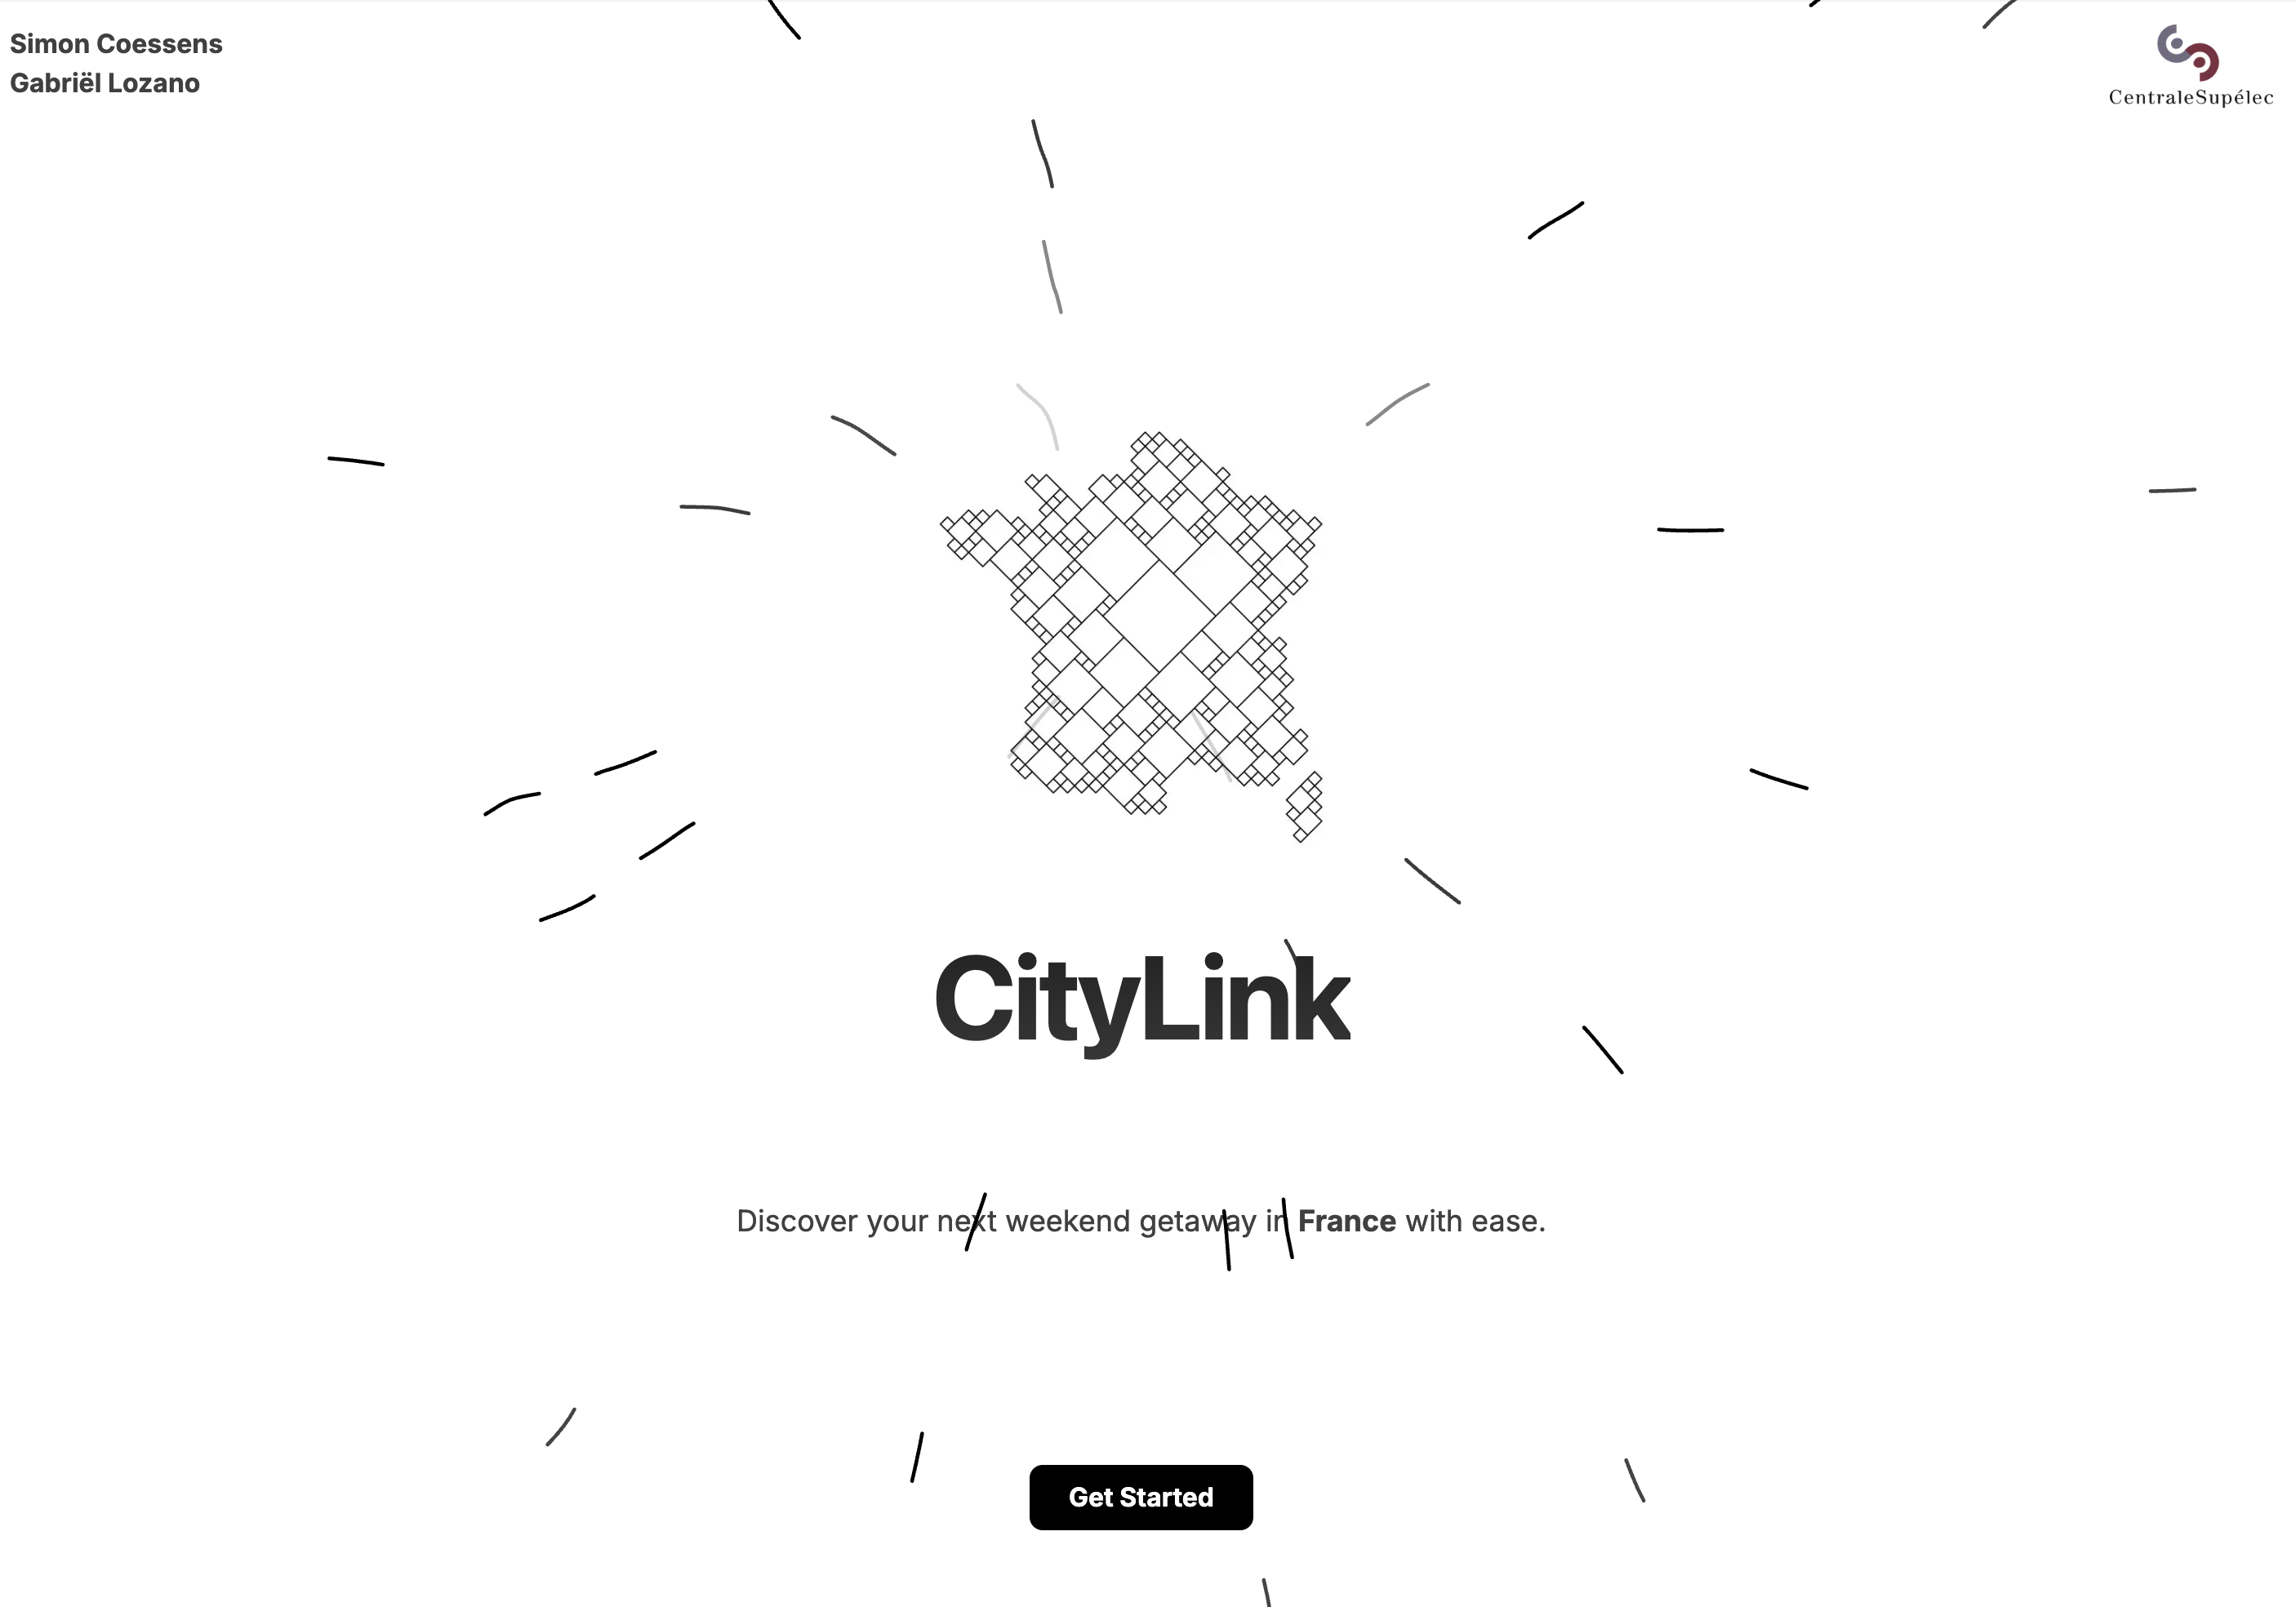 Simon Coessens
Gabriël Lozano
CentraleSupélec
CityLink
Discover your next weekend getaway in France with ease.
Get Started